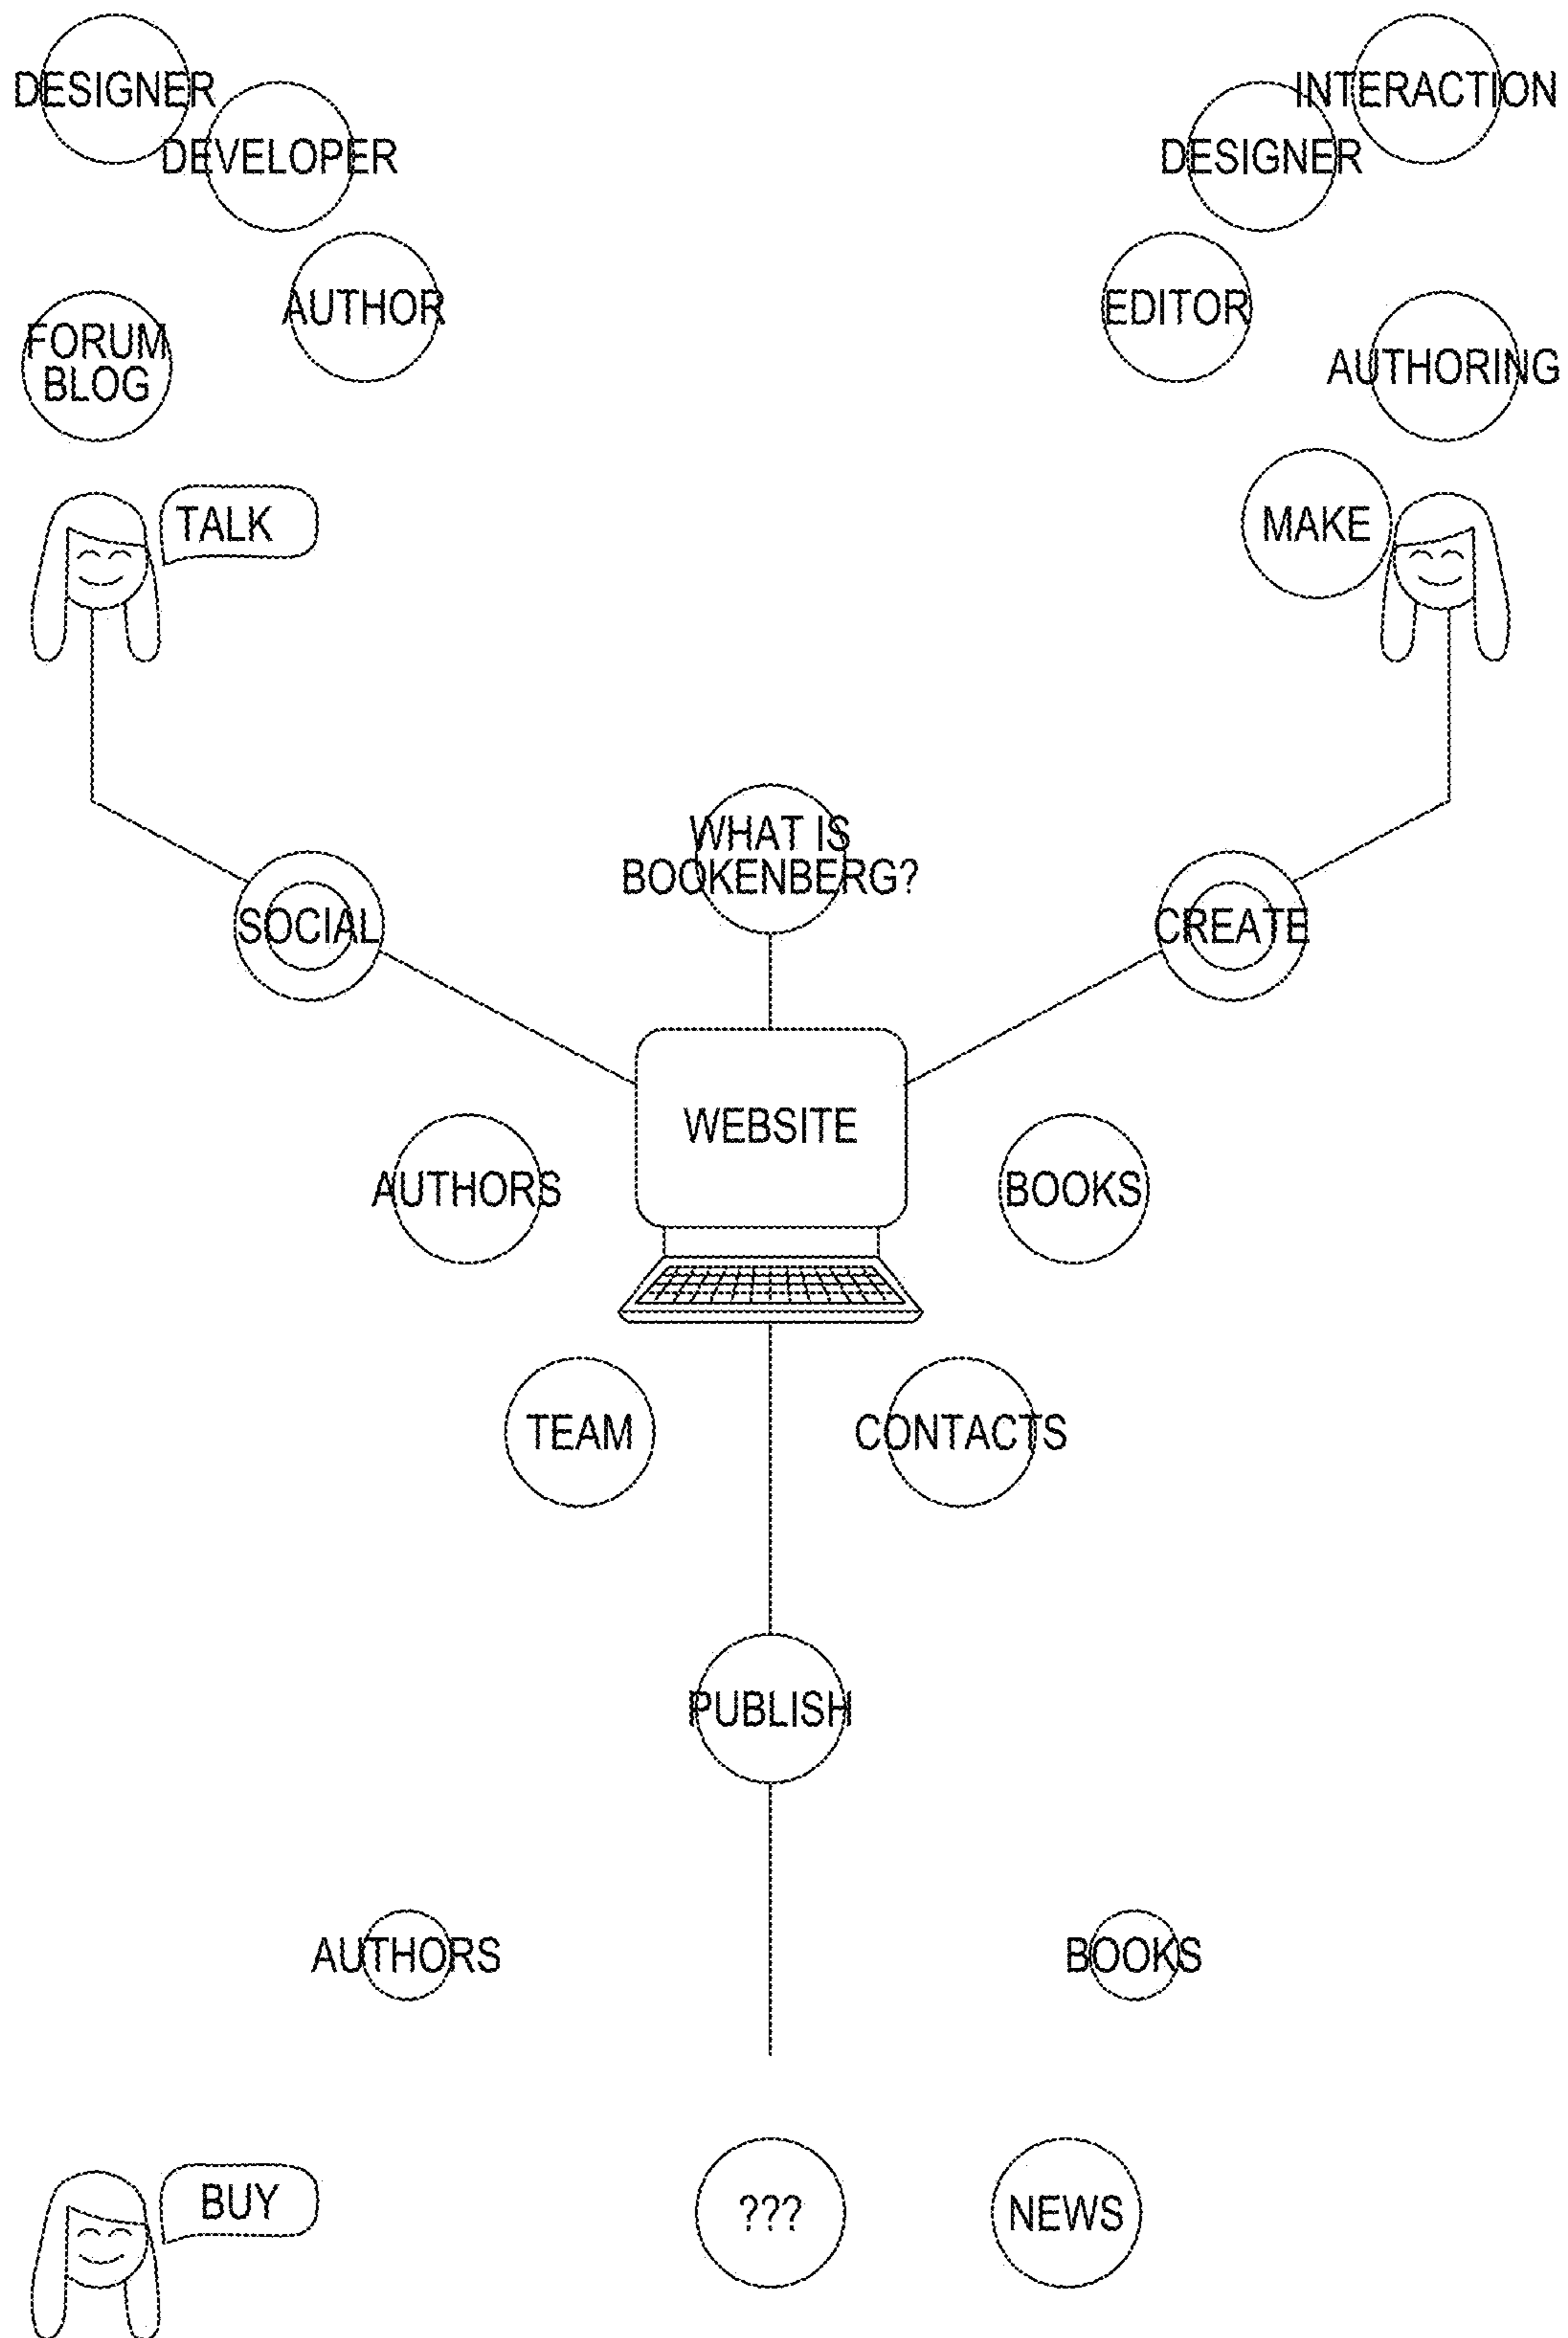 DESIGNER
INTERACTION
DEVELOPER
DESIGNER
AUTHOR
EDITOR
FORUM
BLOG
AUTHORING
TALK
MAKE
WHAT IS
BOOKENBERG?
SOCIAL
CREATE
WEBSITE
AUTHORS
BOOKS
TEAM
CONTACTS
PUBLISH
AUTHORS
BOOKS
BUY
???
NEWS